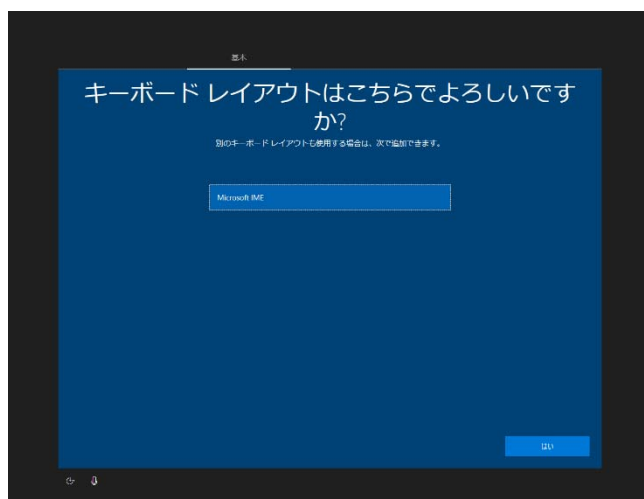 基本
キーボード レイアウトはこちらでよろしいです
か?
別のキーボード レイアウトも使用する場合は、次で追加できます。
Microsoft IME
はい